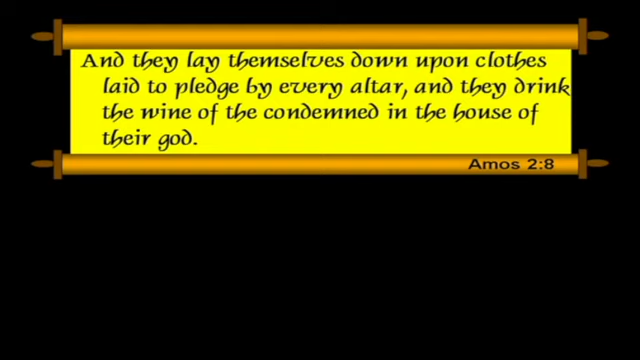 And they lay themselves down upon clothes
laid to pledge by every altar, and they drink
the wine of the condemned in the house of
their god.
Amos 2:8